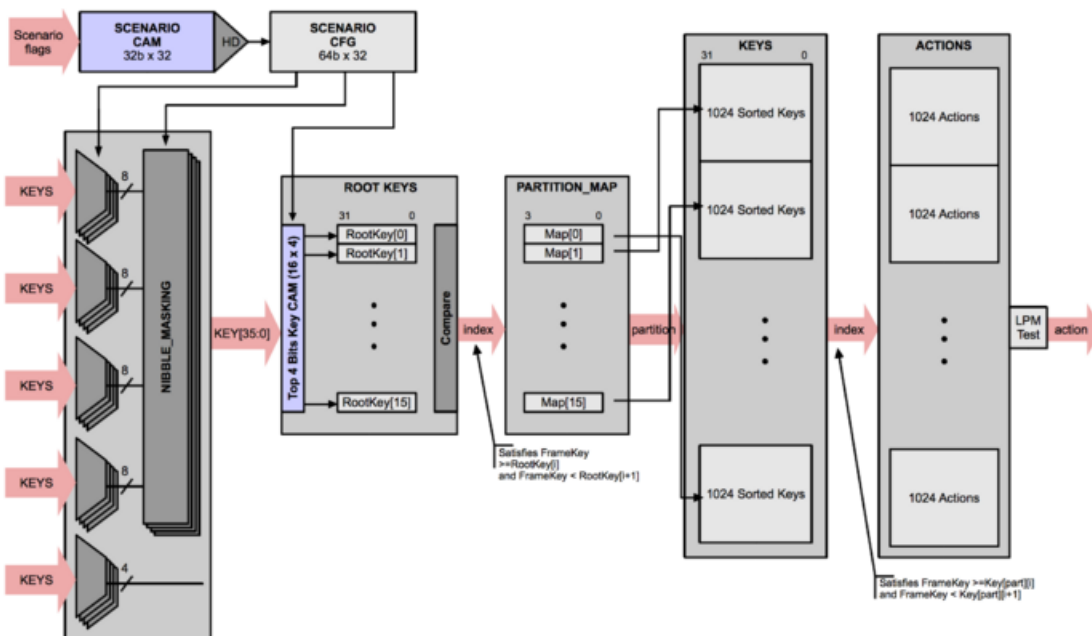 Scenario
flags
SCENARIO
CAM
32b x 32
HD
SCENARIO
CFG
64b x 32
KEYS
8
KEYS
8
KEYS
8
KEYS
8
KEYS
4
NIBBLE_MASKING
KEY[35:0]
ROOT KEYS
31 0
Top 4 Bits Key CAM (16 x 4)
RootKey[0]
RootKey[1]
RootKey[15]
Compare
index
Satisfies FrameKey
>=RootKey[i]
and FrameKey < RootKey[i+1]
PARTITION_MAP
3 0
Map[0]
Map[1]
Map[15]
partition
KEYS
31 0
1024 Sorted Keys
1024 Sorted Keys
1024 Sorted Keys
index
Satisfies FrameKey >=Key[part][i]
and FrameKey < Key[part][i+1]
ACTIONS
1024 Actions
1024 Actions
1024 Actions
LPM
Test
action